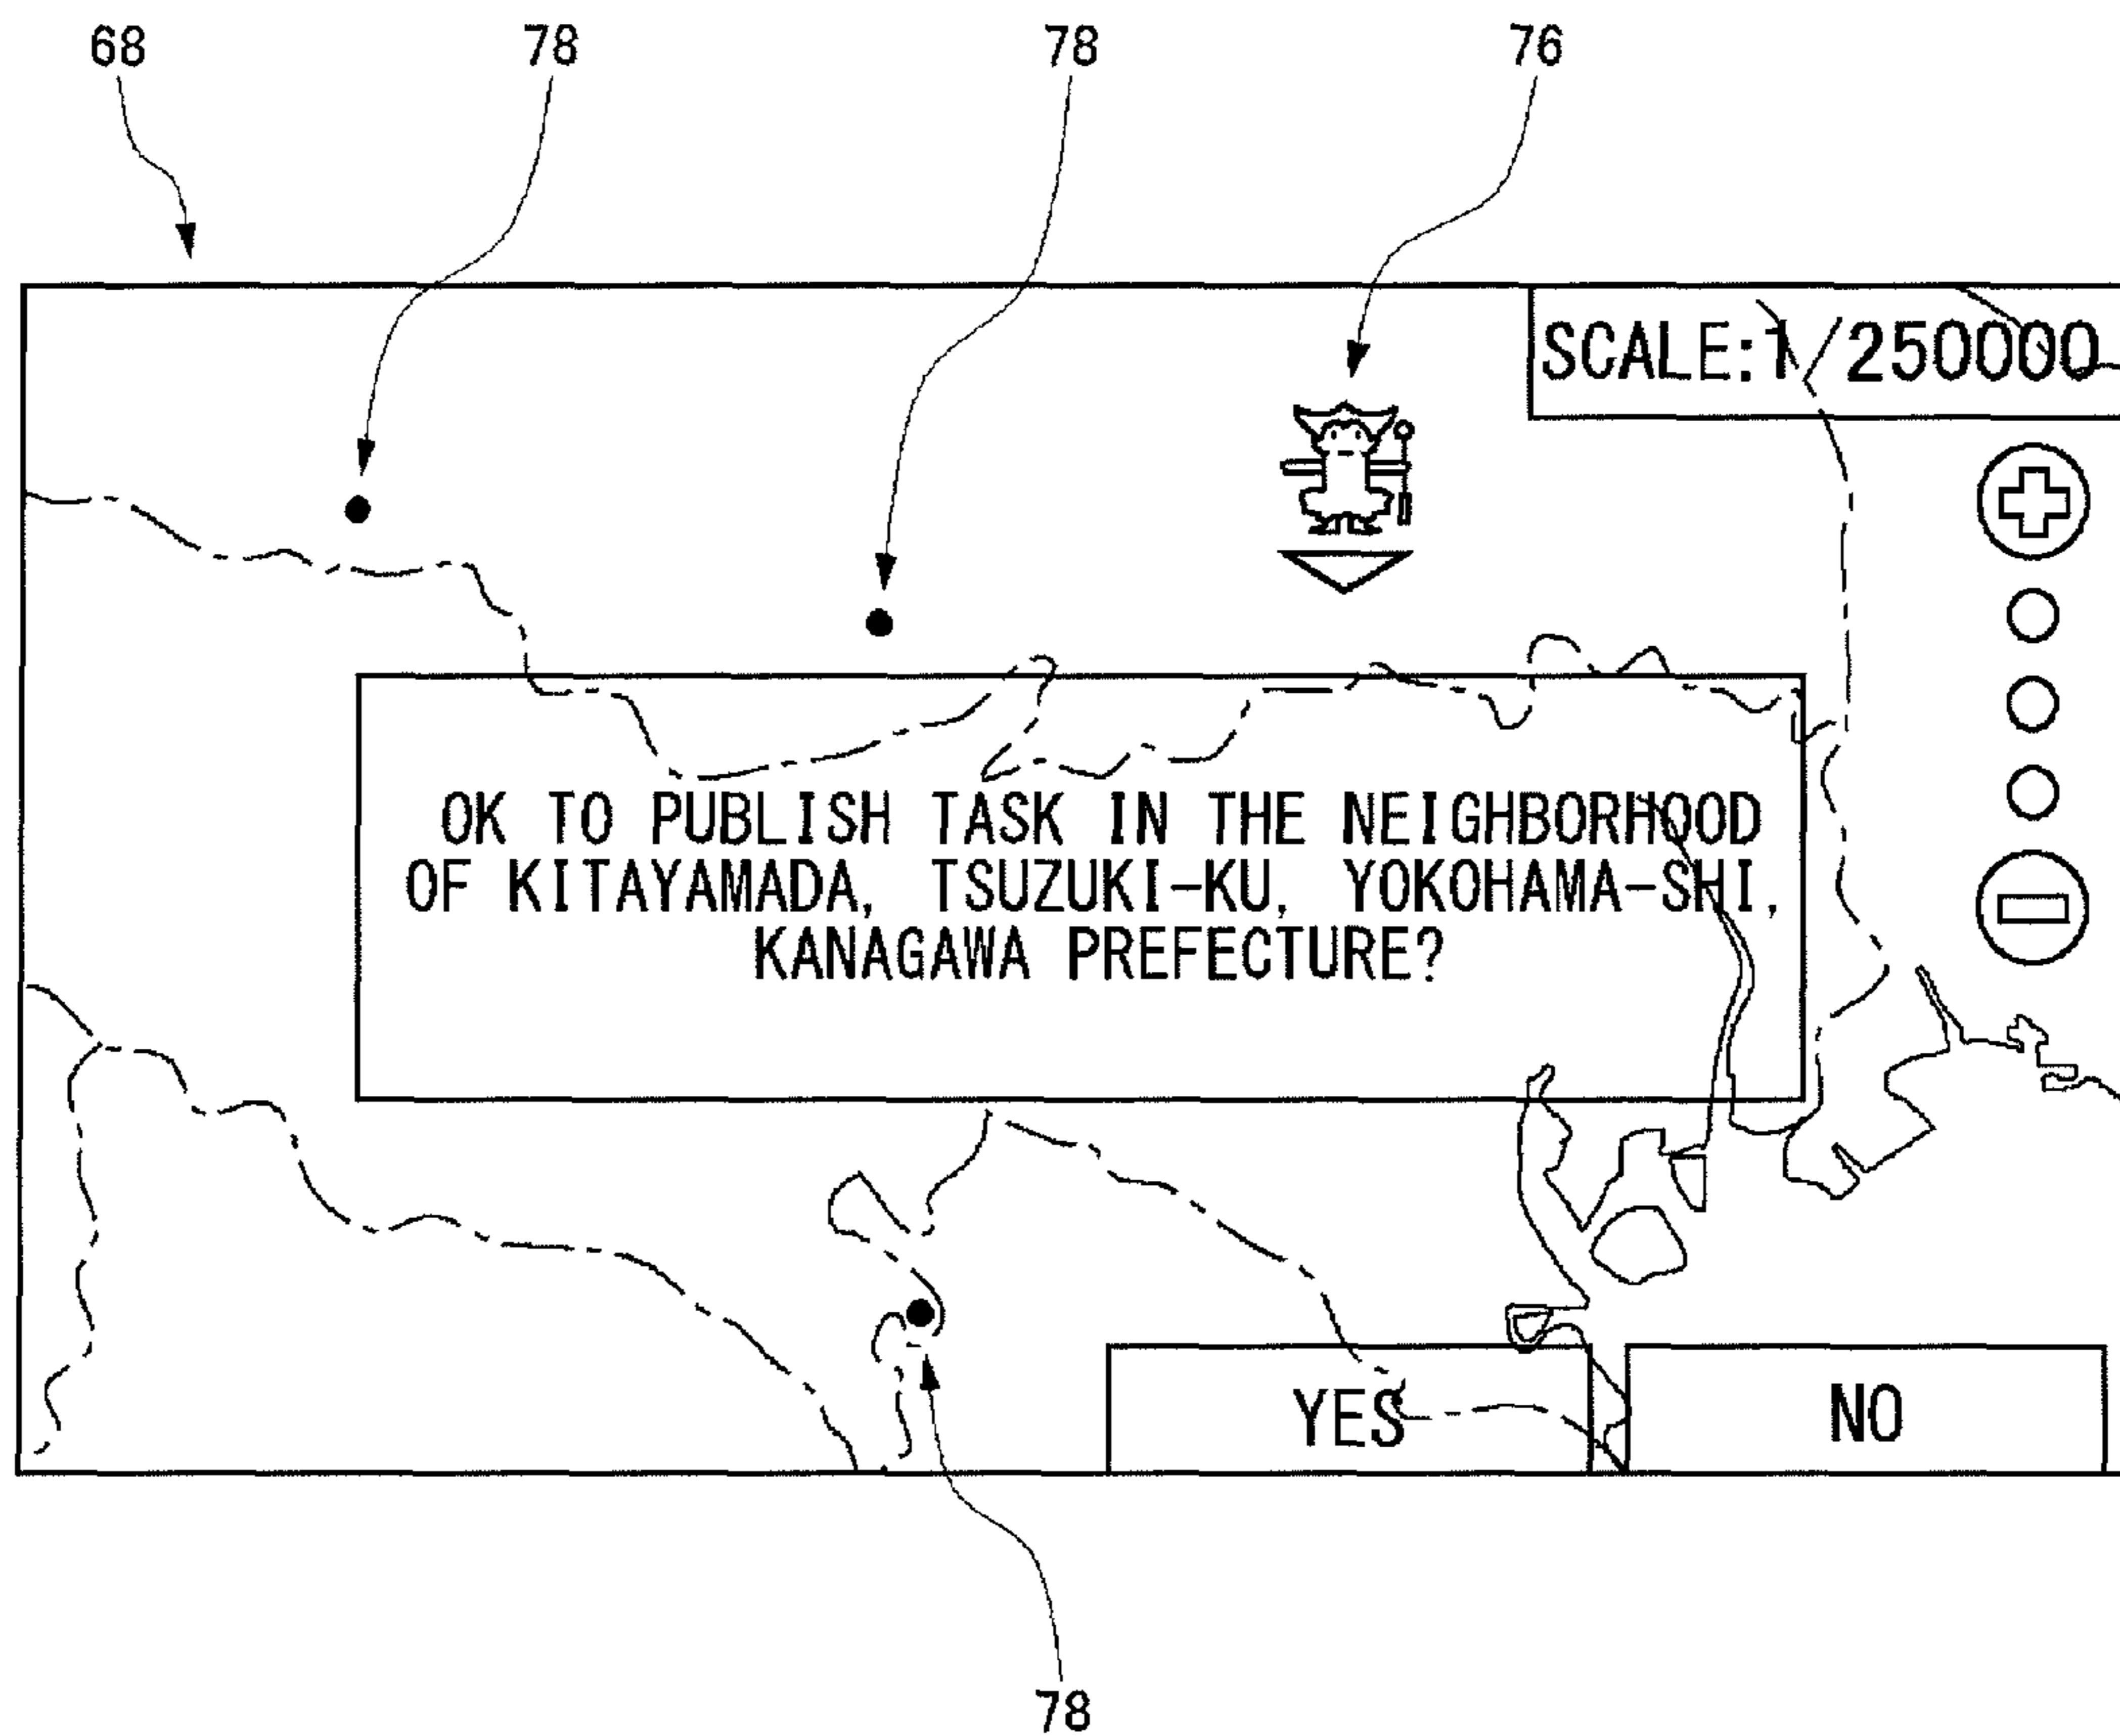 68
78
78
76
SCALE:1/250000
OK TO PUBLISH TASK IN THE NEIGHBORHOOD
OF KITAYAMADA, TSUZUKI-KU, YOKOHAMA-SHI,
KANAGAWA PREFECTURE?
YES
NO
78